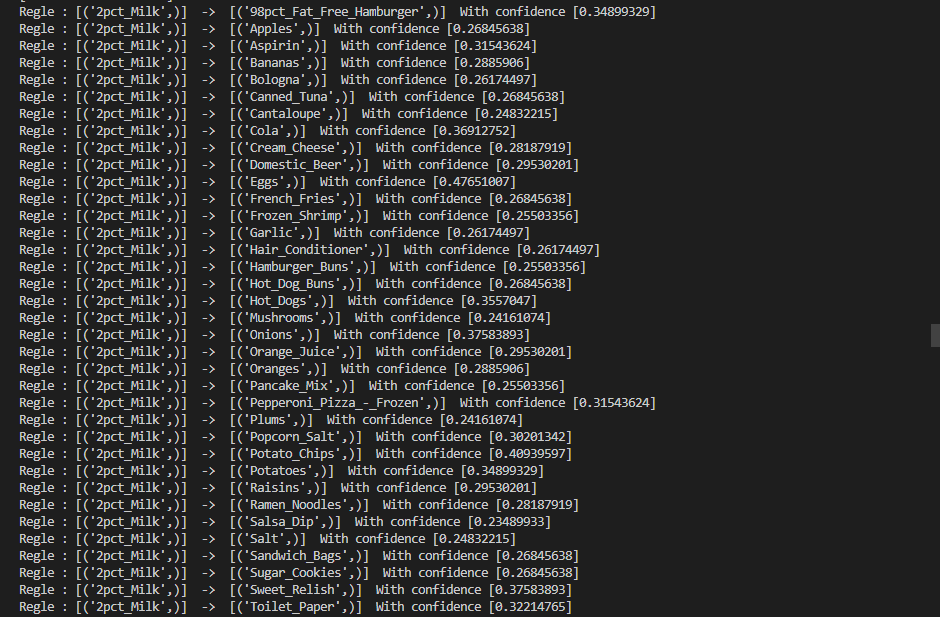 Regle : [('2pct_Milk',)] -> [('98pct_Fat_Free_Hamburger',)] With confidence [0.34899329]
Regle : [('2pct_Milk',)] -> [('Apples',)] With confidence [0.26845638]
Regle : [('2pct_Milk',)] -> [('Aspirin',)] With confidence [0.31543624]
Regle : [('2pct_Milk',)] -> [('Bananas',)] With confidence [0.2885906]
Regle : [('2pct_Milk',)] -> [('Bologna',)] With confidence [0.26174497]
Regle : [('2pct_Milk',)] -> [('Canned_Tuna',)] With confidence [0.26845638]
Regle : [('2pct_Milk',)] -> [('Cantaloupe',)] With confidence [0.24832215]
Regle : [('2pct_Milk',)] -> [('Cola',)] With confidence [0.36912752]
Regle : [('2pct_Milk',)] -> [('Cream_Cheese',)] With confidence [0.28187919]
Regle : [('2pct_Milk',)] -> [('Domestic_Beer',)] With confidence [0.29530201]
Regle : [('2pct_Milk',)] -> [('Eggs',)] With confidence [0.47651007]
Regle : [('2pct_Milk',)] -> [('French_Fries',)] With confidence [0.26845638]
Regle : [('2pct_Milk',)] -> [('Frozen_Shrimp',)] With confidence [0.25503356]
Regle : [('2pct_Milk',)] -> [('Garlic',)] With confidence [0.26174497]
Regle : [('2pct_Milk',)] -> [('Hair_Conditioner',)] With confidence [0.26174497]
Regle : [('2pct_Milk',)] -> [('Hamburger_Buns',)] With confidence [0.25503356]
Regle : [('2pct_Milk',)] -> [('Hot_Dog_Buns',)] With confidence [0.26845638]
Regle : [('2pct_Milk',)] -> [('Hot_Dogs',)] With confidence [0.3557047]
Regle : [('2pct_Milk',)] -> [('Mushrooms',)] With confidence [0.24161074]
Regle : [('2pct_Milk',)] -> [('Onions',)] With confidence [0.37583893]
Regle : [('2pct_Milk',)] -> [('Orange_Juice',)] With confidence [0.29530201]
Regle : [('2pct_Milk',)] -> [('Oranges',)] With confidence [0.2885906]
Regle : [('2pct_Milk',)] -> [('Pancake_Mix',)] With confidence [0.25503356]
Regle : [('2pct_Milk',)] -> [('Pepperoni_Pizza_-_Frozen',)] With confidence [0.31543624]
Regle : [('2pct_Milk',)] -> [('Plums',)] With confidence [0.24161074]
Regle : [('2pct_Milk',)] -> [('Popcorn_Salt',)] With confidence [0.30201342]
Regle : [('2pct_Milk',)] -> [('Potato_Chips',)] With confidence [0.40939597]
Regle : [('2pct_Milk',)] -> [('Potatoes',)] With confidence [0.34899329]
Regle : [('2pct_Milk',)] -> [('Raisins',)] With confidence [0.29530201]
Regle : [('2pct_Milk',)] -> [('Ramen_Noodles',)] With confidence [0.28187919]
Regle : [('2pct_Milk',)] -> [('Salsa_Dip',)] With confidence [0.23489933]
Regle : [('2pct_Milk',)] -> [('Salt',)] With confidence [0.24832215]
Regle : [('2pct_Milk',)] -> [('Sandwich_Bags',)] With confidence [0.26845638]
Regle : [('2pct_Milk',)] -> [('Sugar_Cookies',)] With confidence [0.26845638]
Regle : [('2pct_Milk',)] -> [('Sweet_Relish',)] With confidence [0.37583893]
Regle : [('2pct_Milk',)] -> [('Toilet_Paper',)] With confidence [0.32214765]